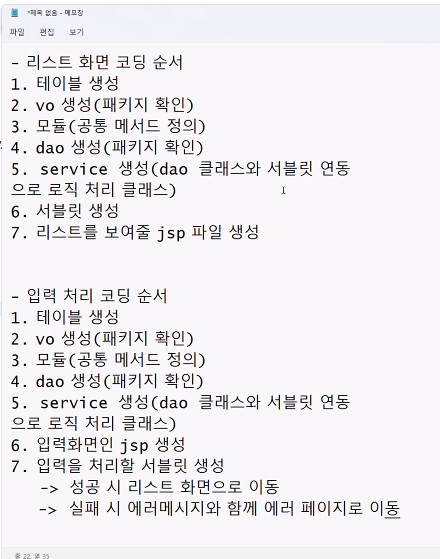 *제목 없음 - 메모장
파일 편집 보기
- 리스트 화면 코딩 순서
1. 테이블 생성
2. vo 생성(패키지 확인)
3. 모듈(공통 메서드 정의)
4. dao 생성(패키지 확인)
5. service 생성(dao 클래스와 서블릿 연동
으로 로직 처리 클래스)
6. 서블릿 생성
7. 리스트를 보여줄 jsp 파일 생성
- 입력 처리 코딩 순서
1. 테이블 생성
2. vo 생성(패키지 확인)
3. 모듈(공통 메서드 정의)
4. dao 생성(패키지 확인)
5. service 생성(dao 클래스와 서블릿 연동
으로 로직 처리 클래스)
6. 입력화면인 jsp 생성
7. 입력을 처리할 서블릿 생성
-> 성공 시 리스트 화면으로 이동
-> 실패 시 에러메시지와 함께 에러 페이지로 이동
줄 22, 열 35